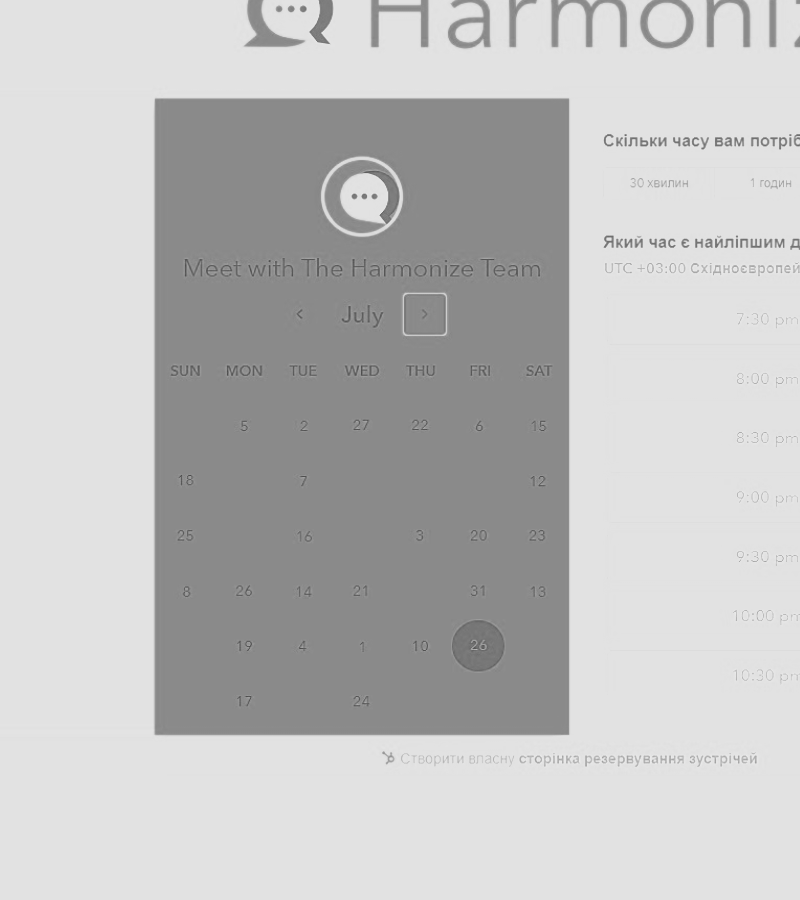 Harmoniz
Meet with The Harmonize Team
July
SUN MON TUE WED THU FRI SAT
5 2 27 22 6 15
18 7 12
25 16 3 20 23
8 26 14 21 31 13
19 4 1 10 26
17 24
Скільки часу вам потріб
30 хвилин 1 годин
Який час є найліпшим д
UTC +03:00 Східноєвропей
7:30 pm
8:00 pm
8:30 pm
9:00 pm
9:30 pm
10:00 pm
10:30 pm
Створити власну сторінка резервування зустрічей